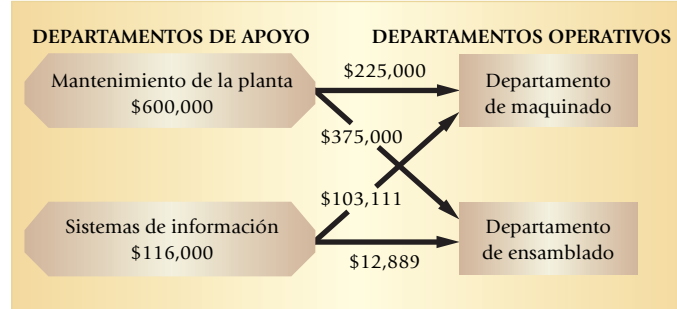 DEPARTAMENTOS DE APOYO
DEPARTAMENTOS OPERATIVOS
Mantenimiento de la planta
$600,000
$225,000
Departamento
de maquinado
$375,000
$103,111
Sistemas de información
$116,000
$12,889
Departamento
de ensamblado